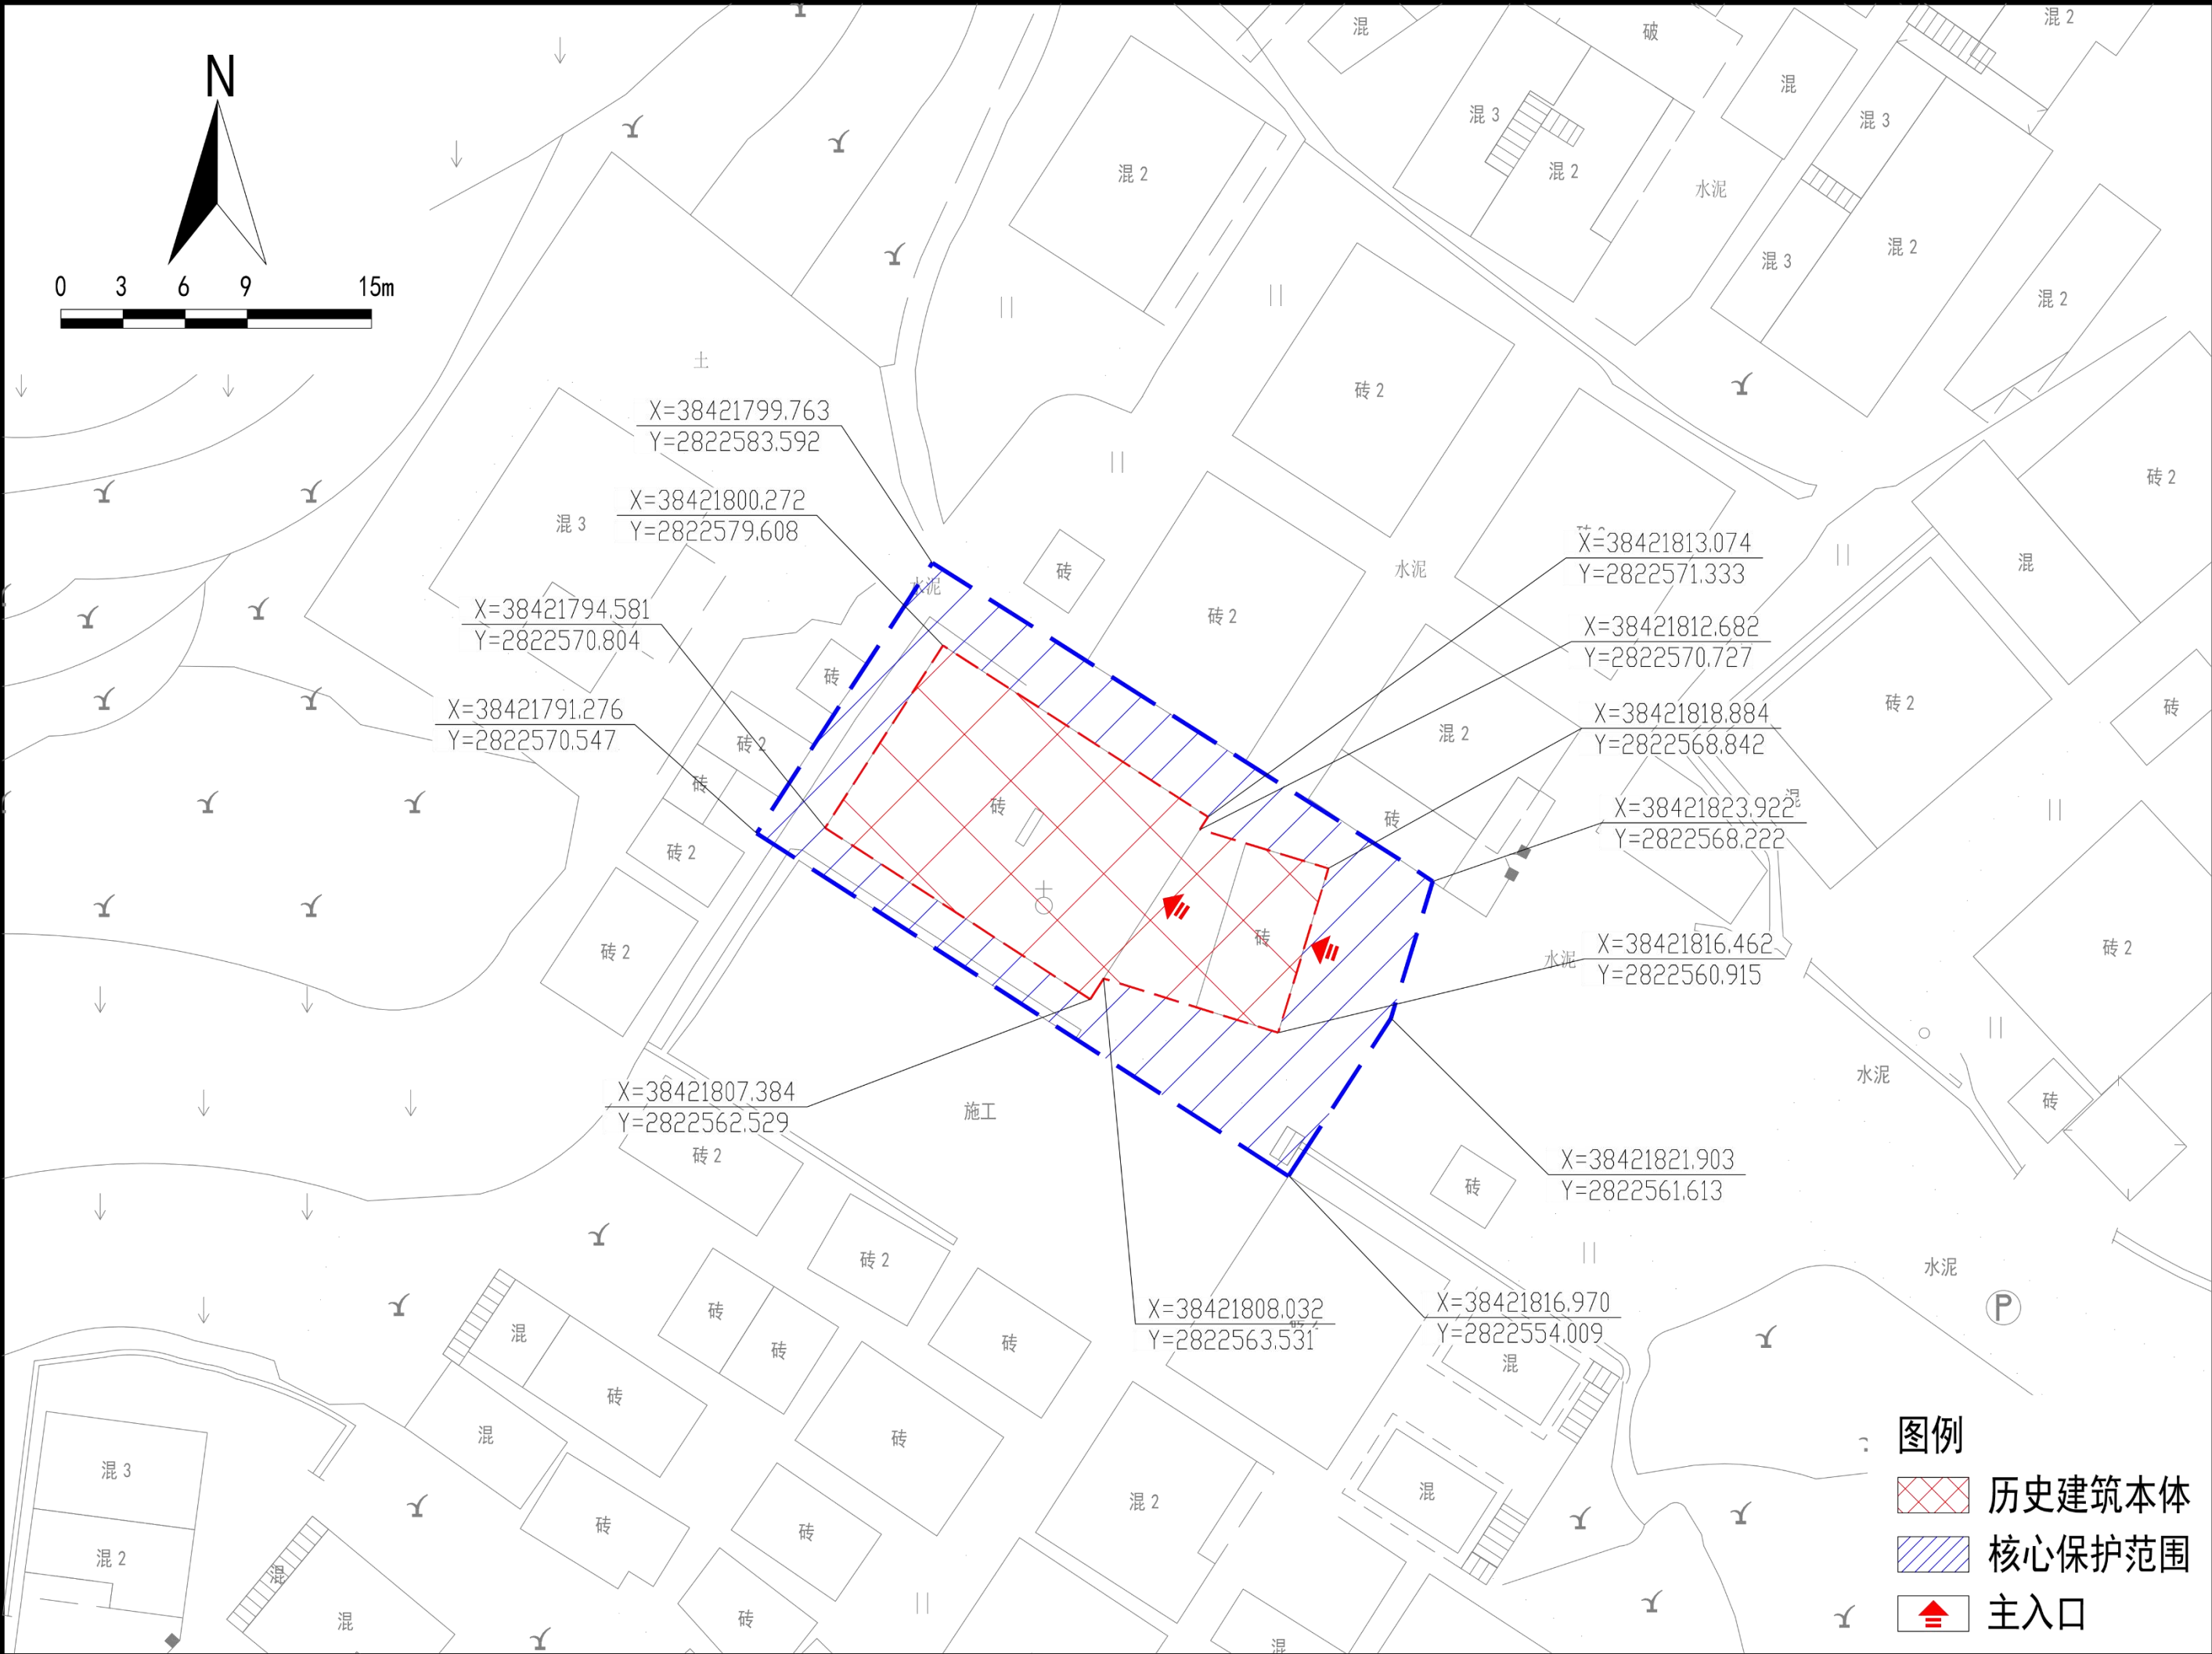 混 2
混
破
N
混
混 3
混 3
混 2
混 2
水泥
混 2
混 3
混 2
0 3 6 9 15m
土
砖 2
X=38421799.763
Y=2822583.592
砖 2
X=38421800.272
Y=2822579.608
混 3
X=38421813.074
Y=2822571.333
水泥
砖
混
水泥
X=38421794.581
Y=2822570.804
砖 2
X=38421812.682
Y=2822570.727
砖
砖 2
砖
X=38421791.276
Y=2822570.547
X=38421818.884
Y=2822568.842
混 2
砖 2
砖
砖
混
X=38421823.922
Y=2822568.222
砖
砖 2
砖
砖 2
砖
水泥
X=38421816.462
Y=2822560.915
砖 2
水泥
X=38421807.384
Y=2822562.529
施工
砖
砖 2
X=38421821.903
Y=2822561.613
砖
砖 2
水泥
P
X=38421808.032
Y=2822563.531
X=38421816.970
Y=2822554.009
砖
混
砖
砖
混
砖
混
砖
图例
混 3
混
混 2
历史建筑本体
砖
砖
混 2
核心保护范围
混
混
砖
主入口
混